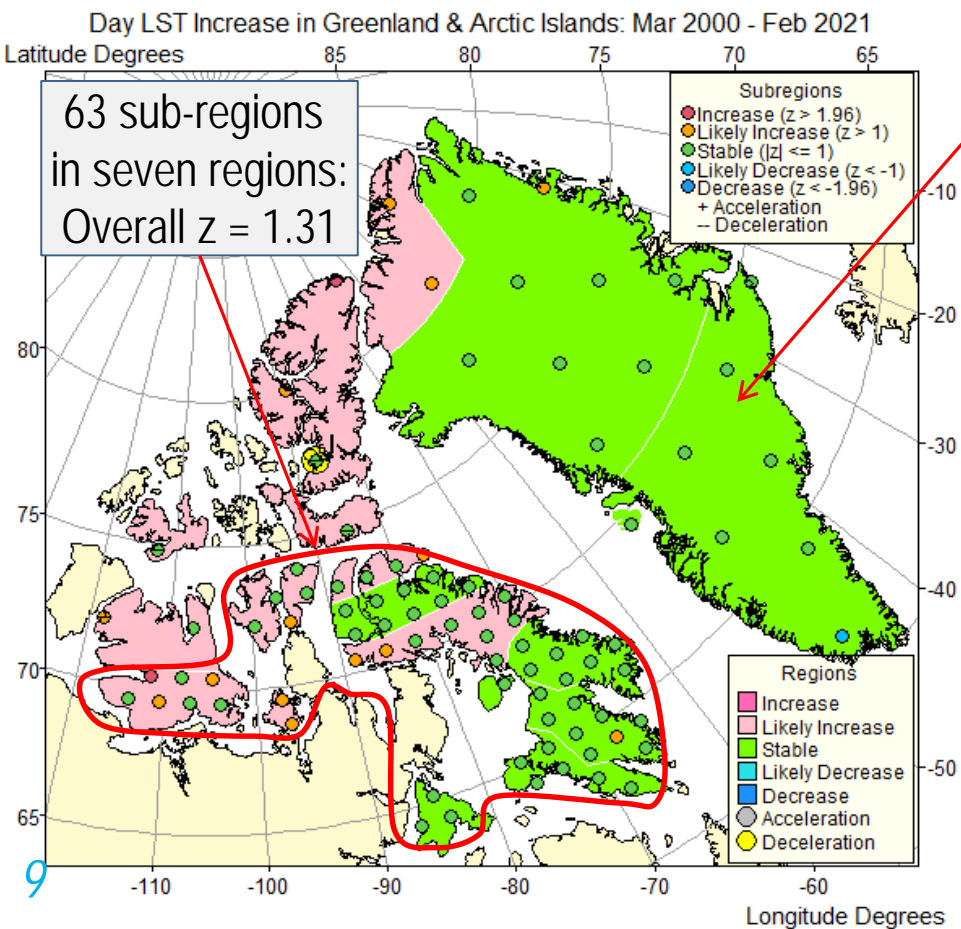 Day LST Increase in Greenland & Arctic Islands: Mar 2000 - Feb 2021
Latitude Degrees
85
80
75
70
65
63 sub-regions
in seven regions:
Overall z = 1.31
Subregions
Increase (z > 1.96)
Likely Increase (z > 1)
Stable (|z| <= 1)
Likely Decrease (z < -1)
Decrease (z < -1.96)
+ Acceleration
-- Deceleration
-10
-20
80
-30
75
-40
70
Regions
Increase
Likely Increase
Stable
Likely Decrease
Decrease
Acceleration
Deceleration
-50
65
9
-110
-100
-90
-80
-70
-60
Longitude Degrees